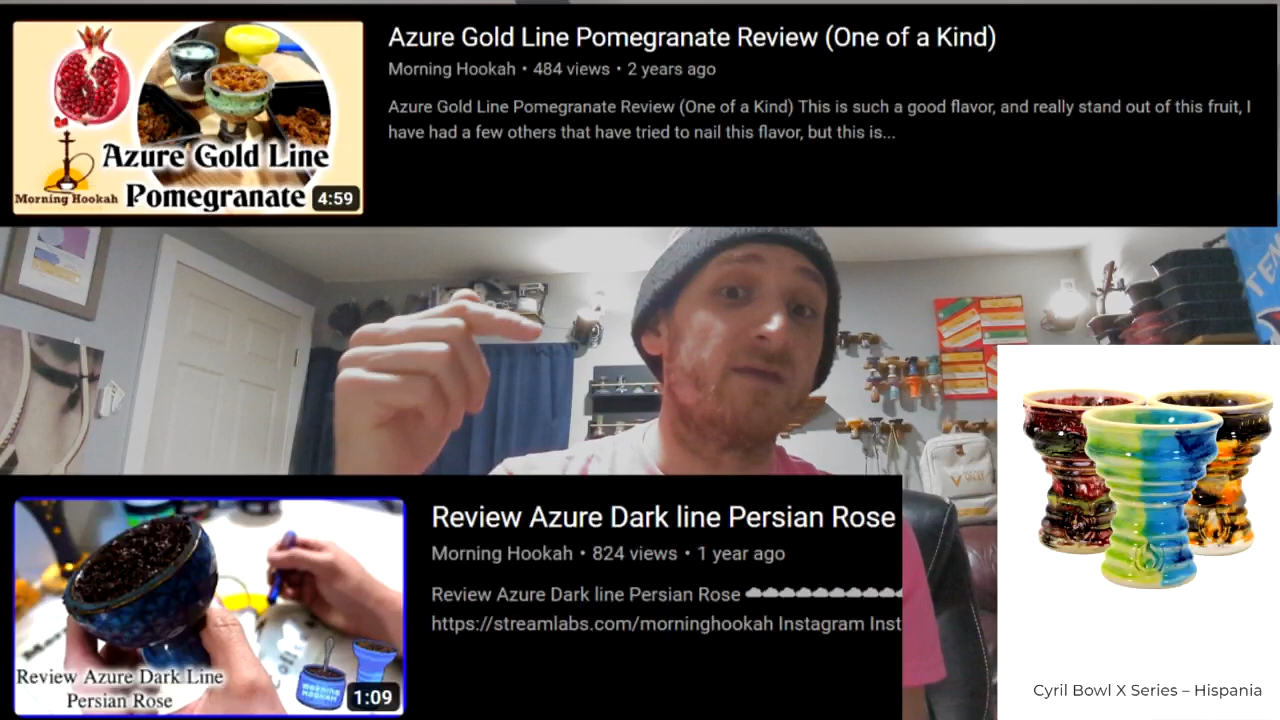 Azure Gold Line Pomegranate Review (One of a Kind)
Morning Hookah • 484 views • 2 years ago
Azure Gold Line Pomegranate Review (One of a Kind) This is such a good flavor, and really stand out of this fruit, I
have had a few others that have tried to nail this flavor, but this is...
Azure Gold Line
Pomegranate
Morning Hookah
4:59
TEN
Review Azure Dark line Persian Rose
Morning Hookah • 824 views • 1 year ago
Review Azure Dark line Persian Rose
https://streamlabs.com/morninghookah Instagram Inst
Review Azure Dark Line
Persian Rose
MORNING
HOOKAH
1:09
Cyril Bowl X Series – Hispania